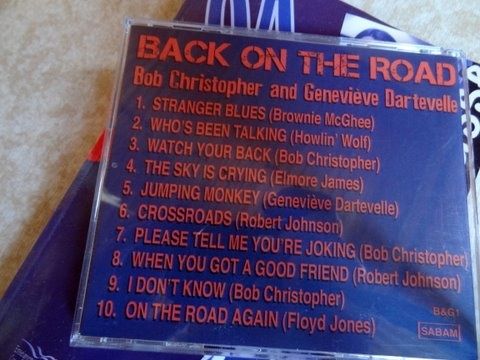 BACK ON THE ROAD
Bob Christopher and Geneviève Dartevelle
1. STRANGER BLUES (Brownie McGhee)
2. WHO'S BEEN TALKING (Howlin' Wolf)
3. WATCH YOUR BACK (Bob Christopher)
4. THE SKY IS CRYING (Elmore James)
5. JUMPING MONKEY (Geneviève Dartevelle)
6. CROSSROADS (Robert Johnson)
7. PLEASE TELL ME YOU'RE JOKING (Bob Christopher)
8. WHEN YOU GOT A GOOD FRIEND (Robert Johnson)
9. I DON'T KNOW (Bob Christopher)
10. ON THE ROAD AGAIN (Floyd Jones)
B&G1
SABAM